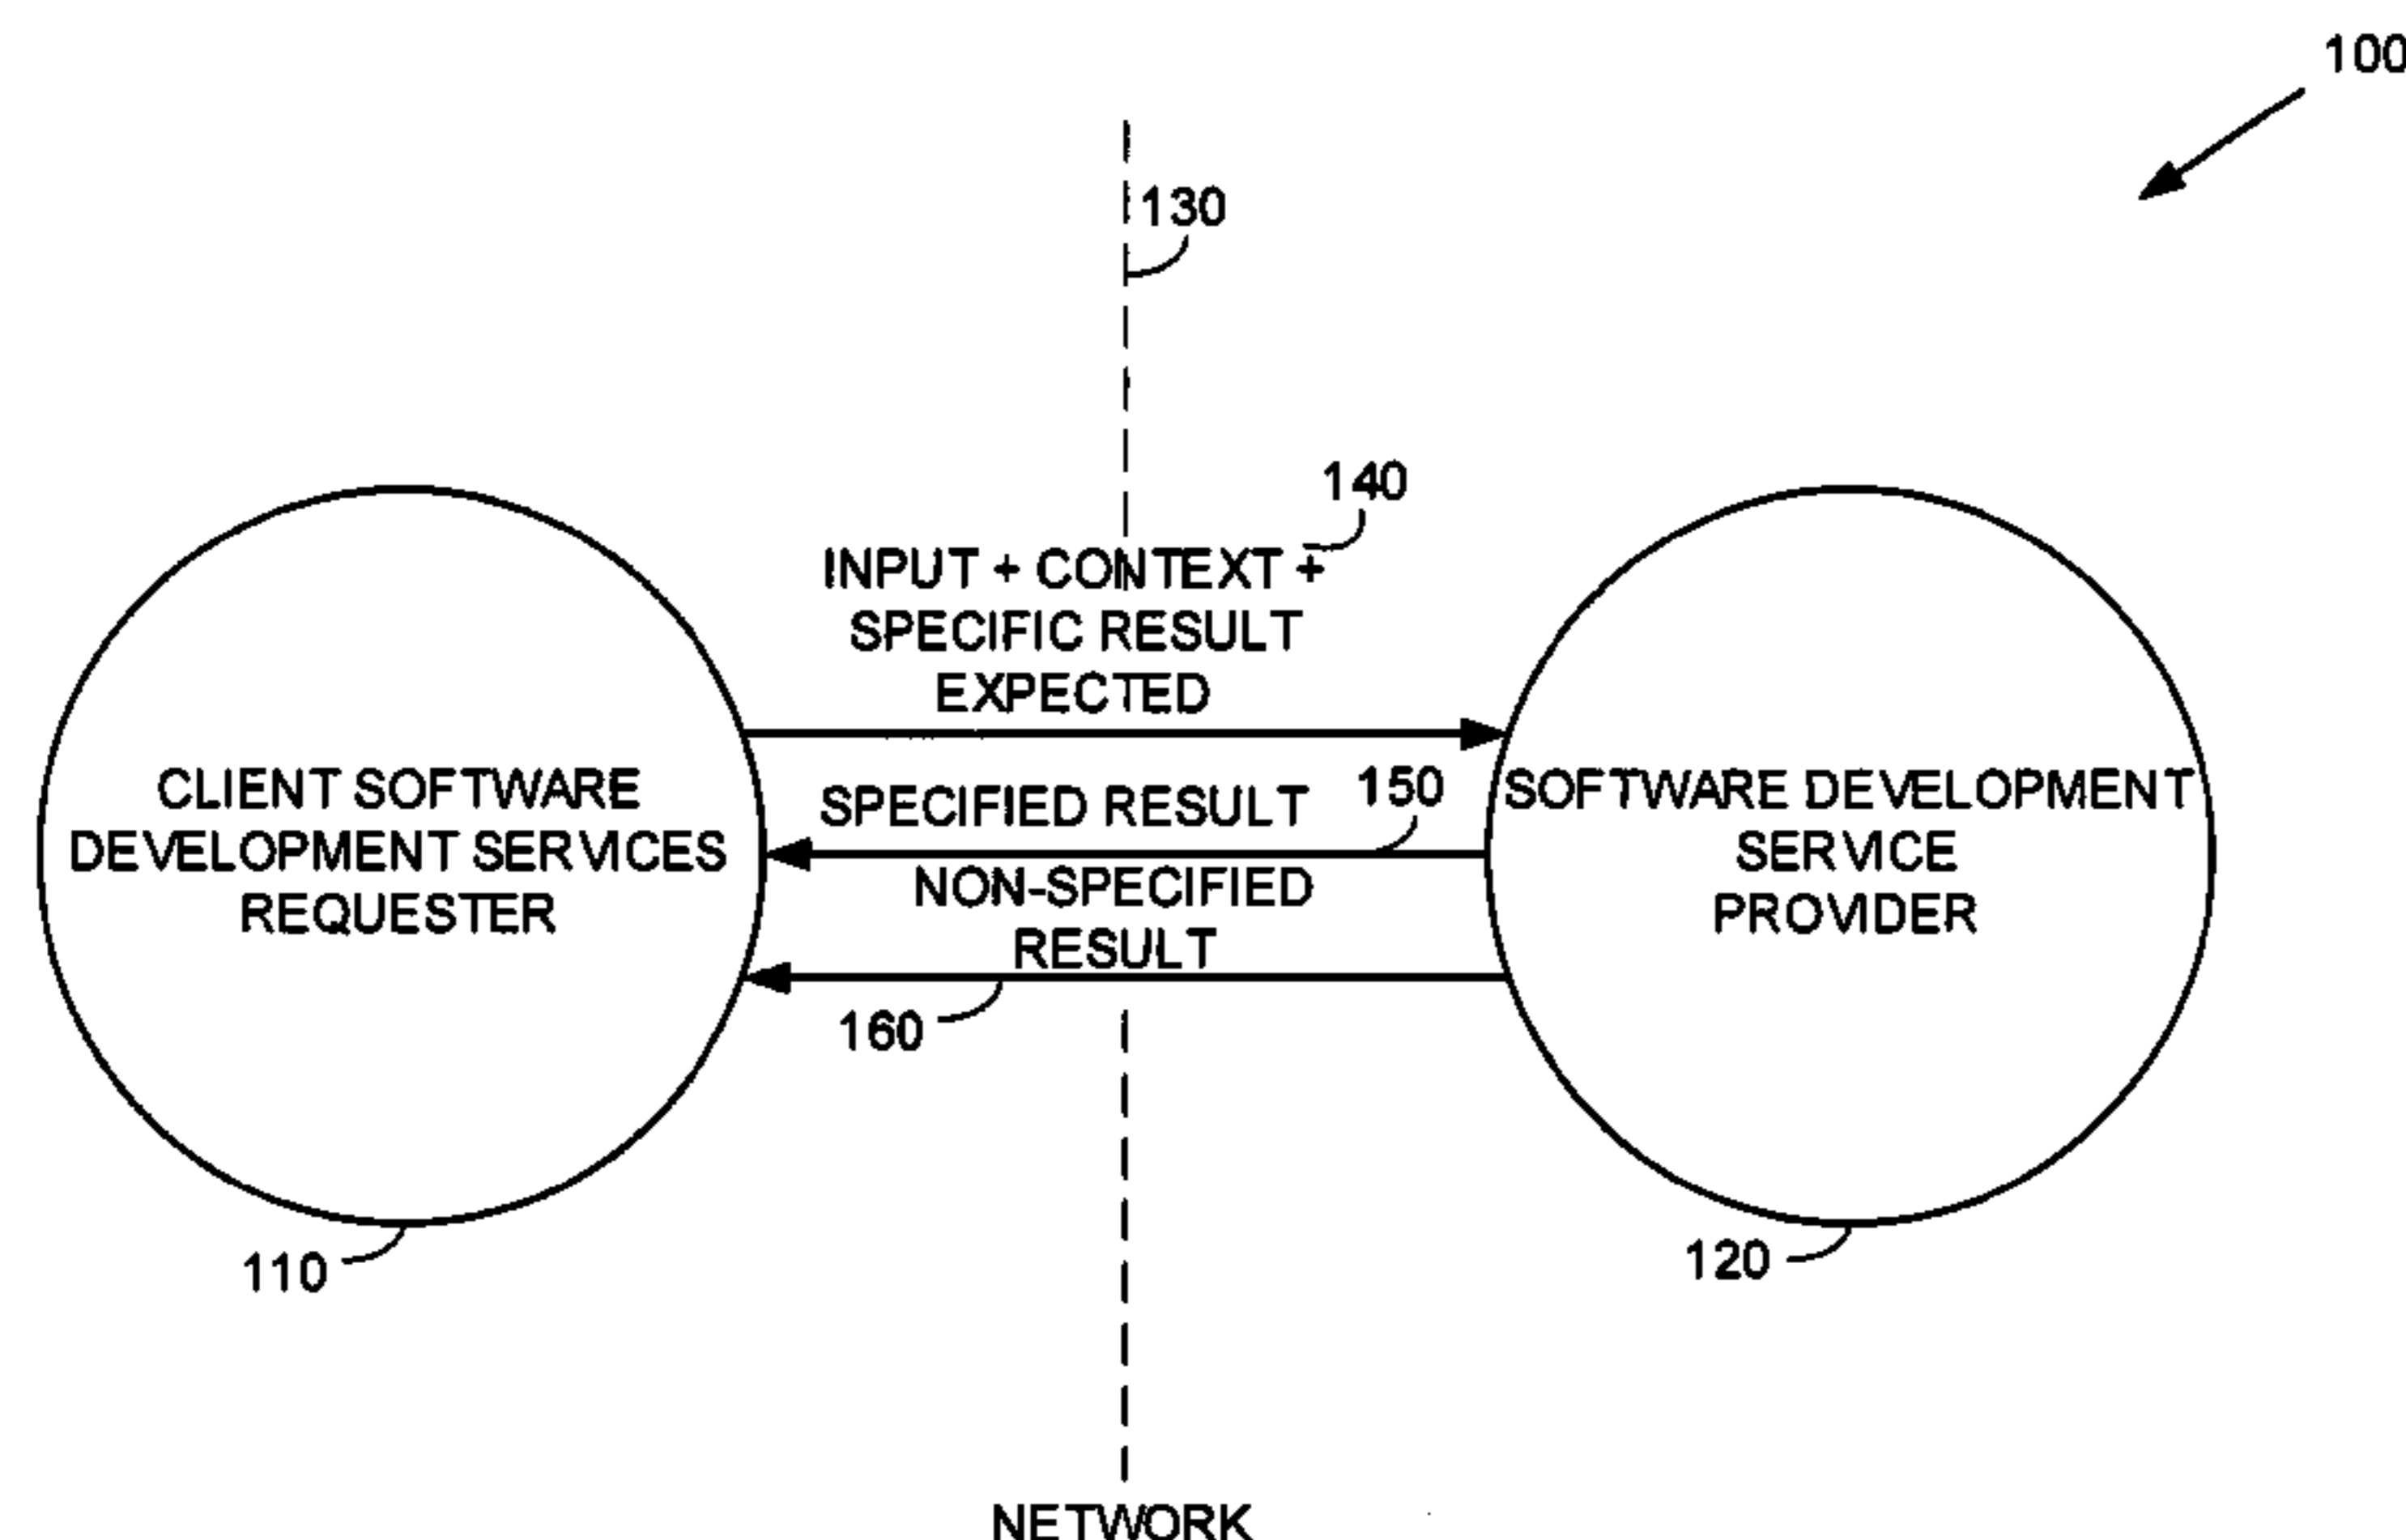 100
130
140
INPUT + CONTEXT +
SPECIFIC RESULT
EXPECTED
CLIENT SOFTWARE
DEVELOPMENT SERVICES
REQUESTER
150
SPECIFIED RESULT
NON-SPECIFIED
RESULT
160
SOFTWARE DEVELOPMENT
SERVICE
PROVIDER
110
120
NETWORK